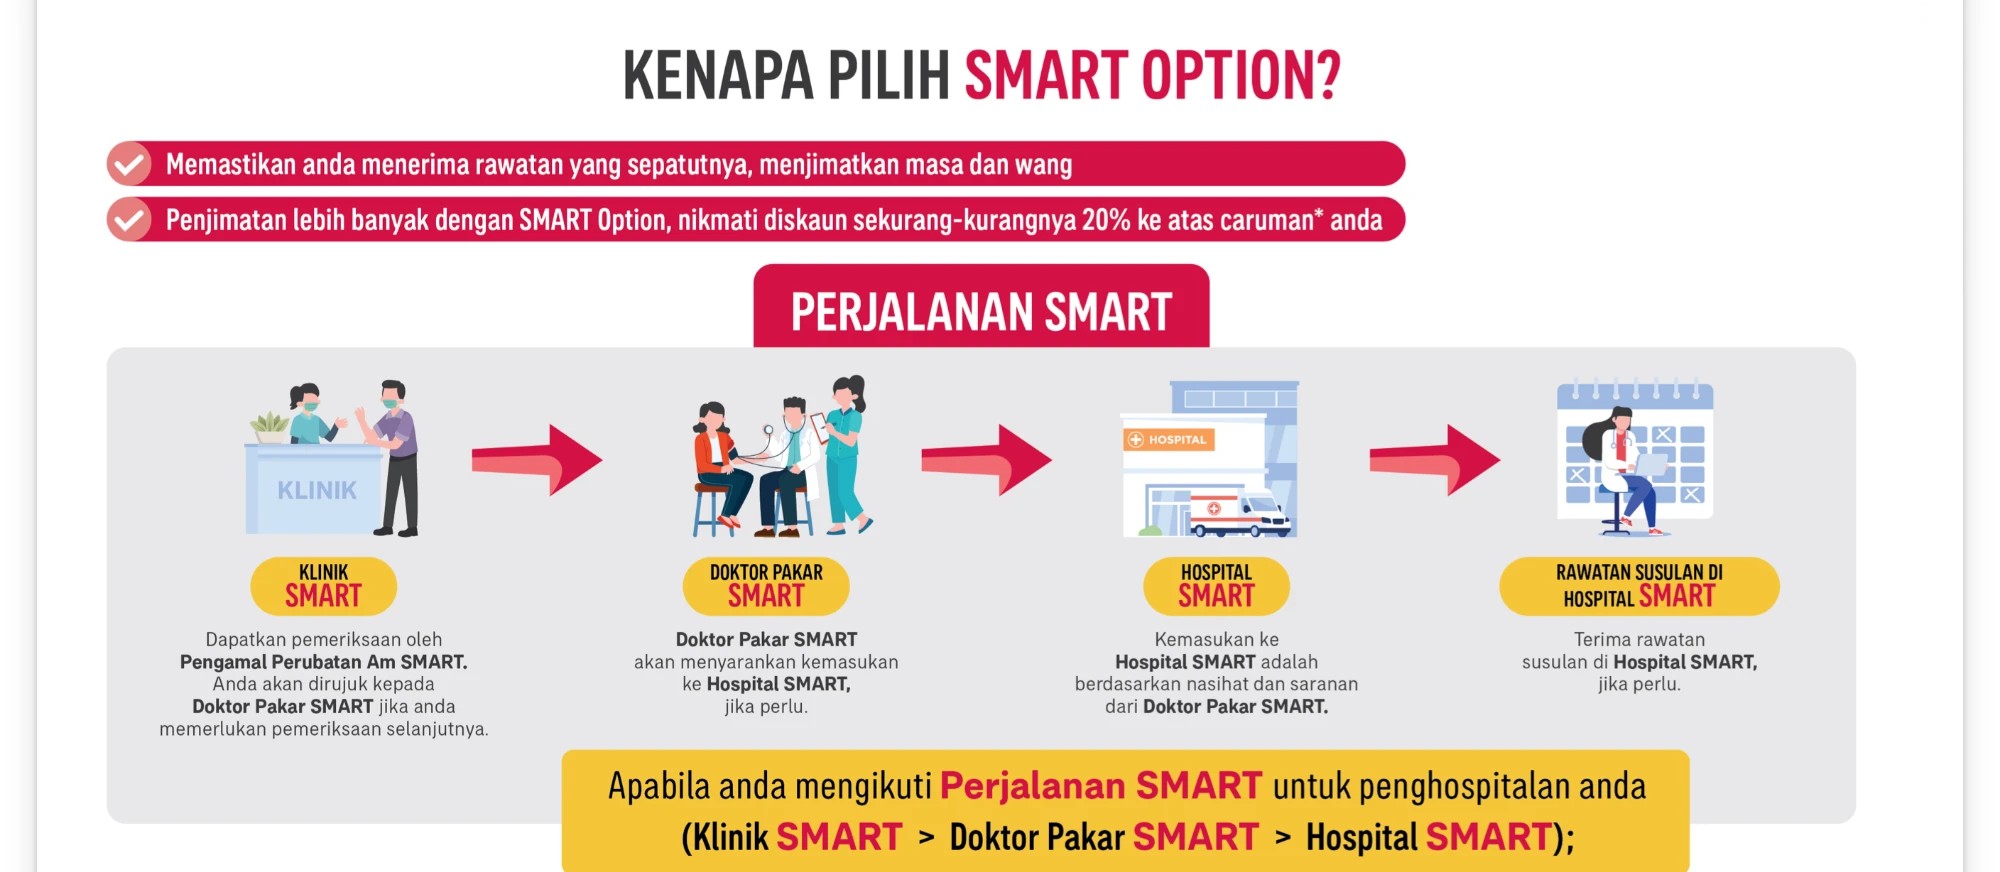 KENAPA PILIH SMART OPTION?
Memastikan anda menerima rawatan yang sepatutnya, menjimatkan masa dan wang
Penjimatan lebih banyak dengan SMART Option, nikmati diskaun sekurang-kurangnya 20% ke atas caruman* anda
PERJALANAN SMART
KLINIK
KLINIK
SMART
Dapatkan pemeriksaan oleh
Pengamal Perubatan Am SMART.
Anda akan dirujuk kepada
Doktor Pakar SMART jika anda
memerlukan pemeriksaan selanjutnya.
DOKTOR PAKAR
SMART
Doktor Pakar SMART
akan menyarankan kemasukan
ke Hospital SMART,
jika perlu.
HOSPITAL
HOSPITAL
SMART
Kemasukan ke
Hospital SMART adalah
berdasarkan nasihat dan saranan
dari Doktor Pakar SMART.
RAWATAN SUSULAN DI
HOSPITAL SMART
Terima rawatan
susulan di Hospital SMART,
jika perlu.
Apabila anda mengikuti Perjalanan SMART untuk penghospitalan anda
(Klinik SMART > Doktor Pakar SMART > Hospital SMART);